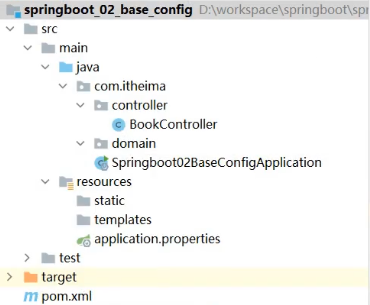 springboot_02_base_config D:\workspace\springboot\spr
src
main
java
com.itheima
controller
BookController
domain
Springboot02BaseConfigApplication
resources
static
templates
application.properties
test
target
pom.xml